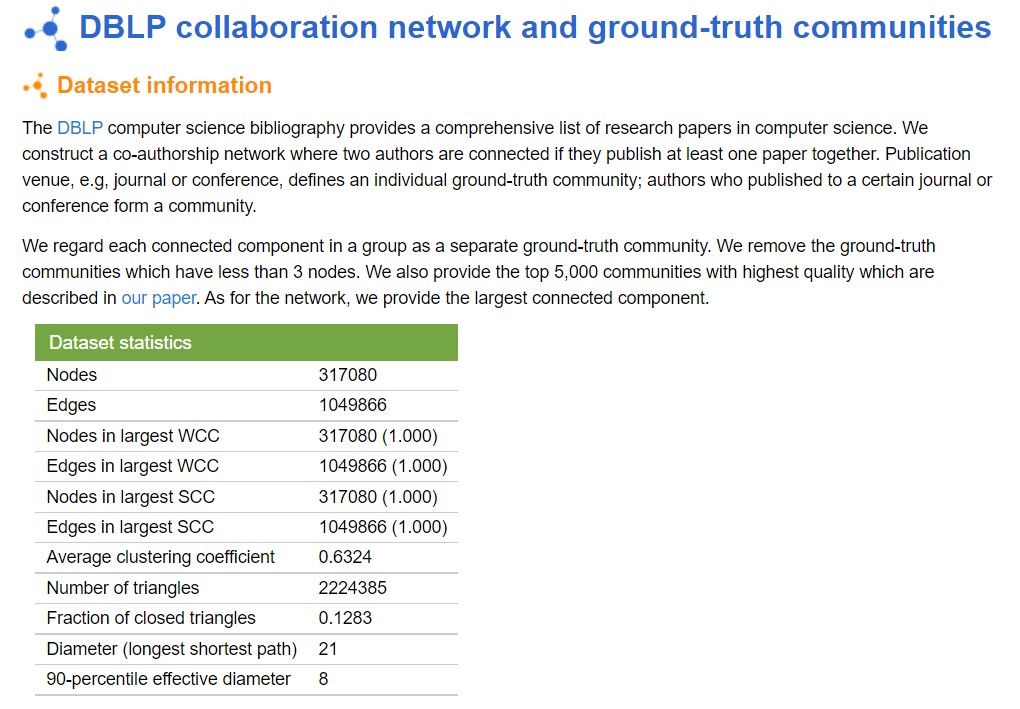 DBLP collaboration network and ground-truth communities
Dataset information
The DBLP computer science bibliography provides a comprehensive list of research papers in computer science. We
construct a co-authorship network where two authors are connected if they publish at least one paper together. Publication
venue, e.g, journal or conference, defines an individual ground-truth community; authors who published to a certain journal or
conference form a community.
We regard each connected component in a group as a separate ground-truth community. We remove the ground-truth
communities which have less than 3 nodes. We also provide the top 5,000 communities with highest quality which are
described in our paper. As for the network, we provide the largest connected component.
Dataset statistics
Nodes 317080
Edges 1049866
Nodes in largest WCC 317080 (1.000)
Edges in largest WCC 1049866 (1.000)
Nodes in largest SCC 317080 (1.000)
Edges in largest SCC 1049866 (1.000)
Average clustering coefficient 0.6324
Number of triangles 2224385
Fraction of closed triangles 0.1283
Diameter (longest shortest path) 21
90-percentile effective diameter 8